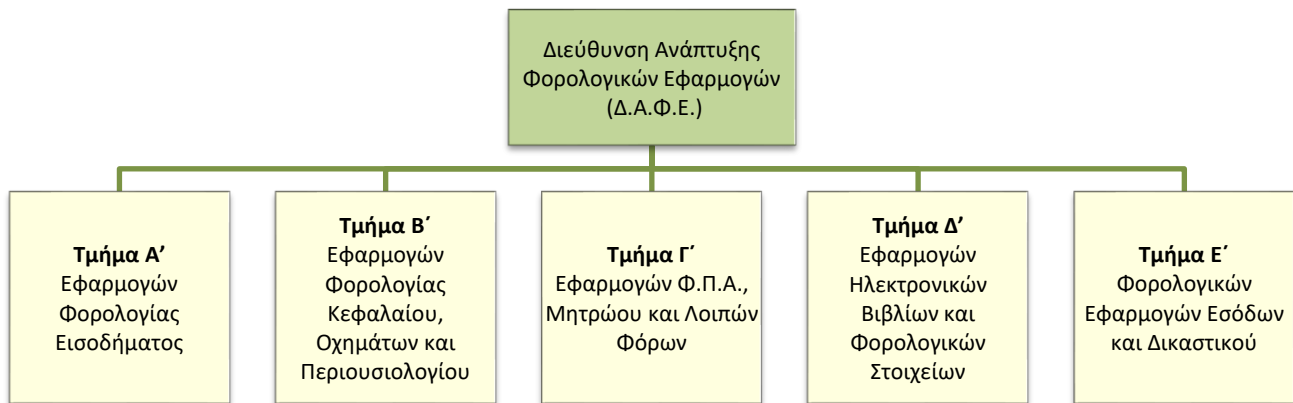 Διεύθυνση Ανάπτυξης
Φορολογικών Εφαρμογών
(Δ.Α.Φ.Ε.)
Τμήμα Α’
Εφαρμογών
Φορολογίας
Εισοδήματος
Τμήμα Β΄
Εφαρμογών
Φορολογίας
Κεφαλαίου,
Οχημάτων και
Περιουσιολογίου
Τμήμα Γ΄
Εφαρμογών Φ.Π.Α.,
Μητρώου και Λοιπών
Φόρων
Τμήμα Δ’
Εφαρμογών
Ηλεκτρονικών
Βιβλίων και
Φορολογικών
Στοιχείων
Τμήμα Ε΄
Φορολογικών
Εφαρμογών Εσόδων
και Δικαστικού